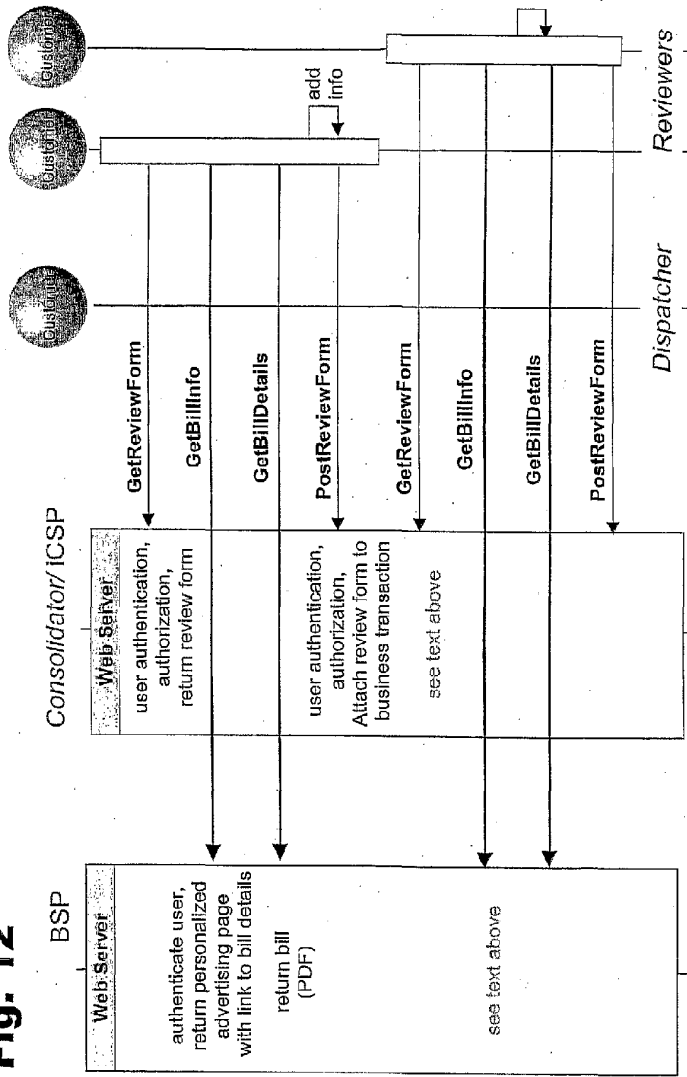 Fig. 12
BSP
Consolidator/iCSP
Customer
Customer
Customer
Web Server
Web Server
authenticate user,
return personalized
advertising page
with link to bill details
return bill
(PDF)
see text above
user authentication,
authorization,
return review form
user authentication,
authorization,
Attach review form to
business transaction
see text above
GetReviewForm
GetBillInfo
GetBillDetails
PostReviewForm
GetReviewForm
GetBillInfo
GetBillDetails
PostReviewForm
add
info
Dispatcher
Reviewers